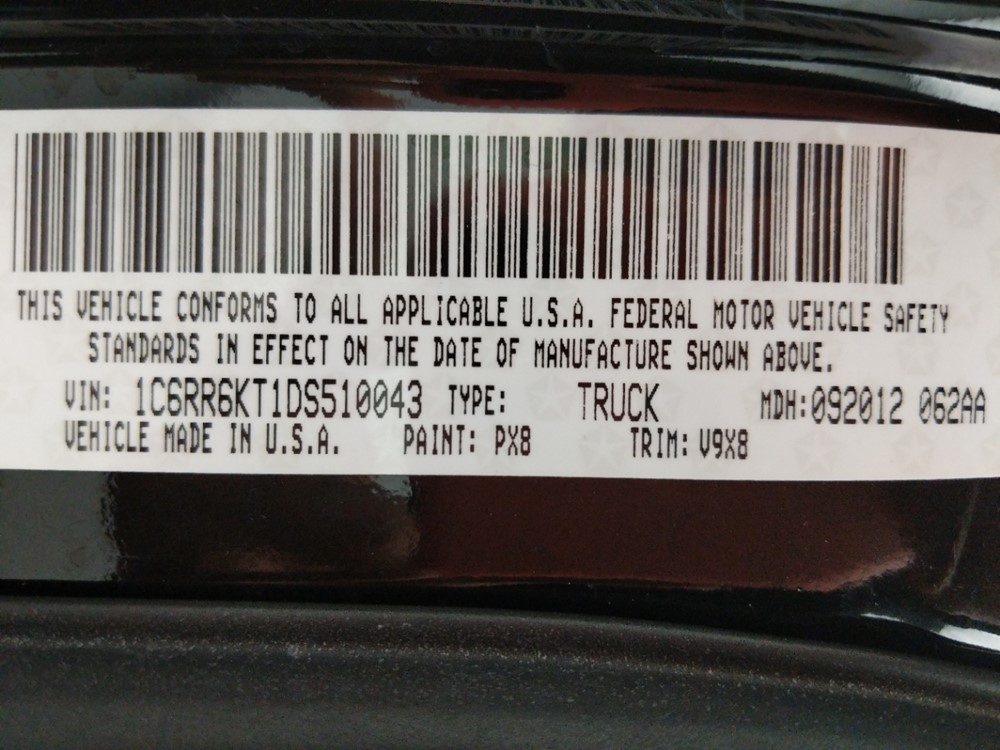 THIS VEHICLE CONFORMS TO ALL APPLICABLE U.S.A. FEDERAL MOTOR VEHICLE SAFETY
STANDARDS IN EFFECT ON THE DATE OF MANUFACTURE SHOWN ABOVE.
VIN: 1C6RR6KT1DS510043 TYPE: TRUCK MDH:092012 062AA
VEHICLE MADE IN U.S.A. PAINT: PX8 TRIM: V9X8